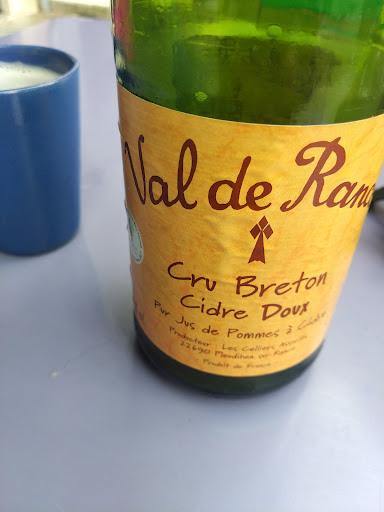 Val de Ranc
Cru Breton
Cidre Doux
Pur Jus de Pommes à Cidre
Producteur : Les Celliers Associés
22690 Pleudihen sur Rance
Produit de France